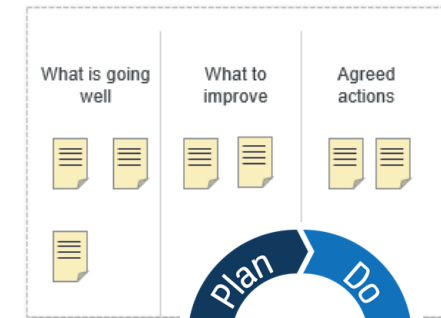 What is going
well
What to
improve
Agreed
actions
Plan
Do